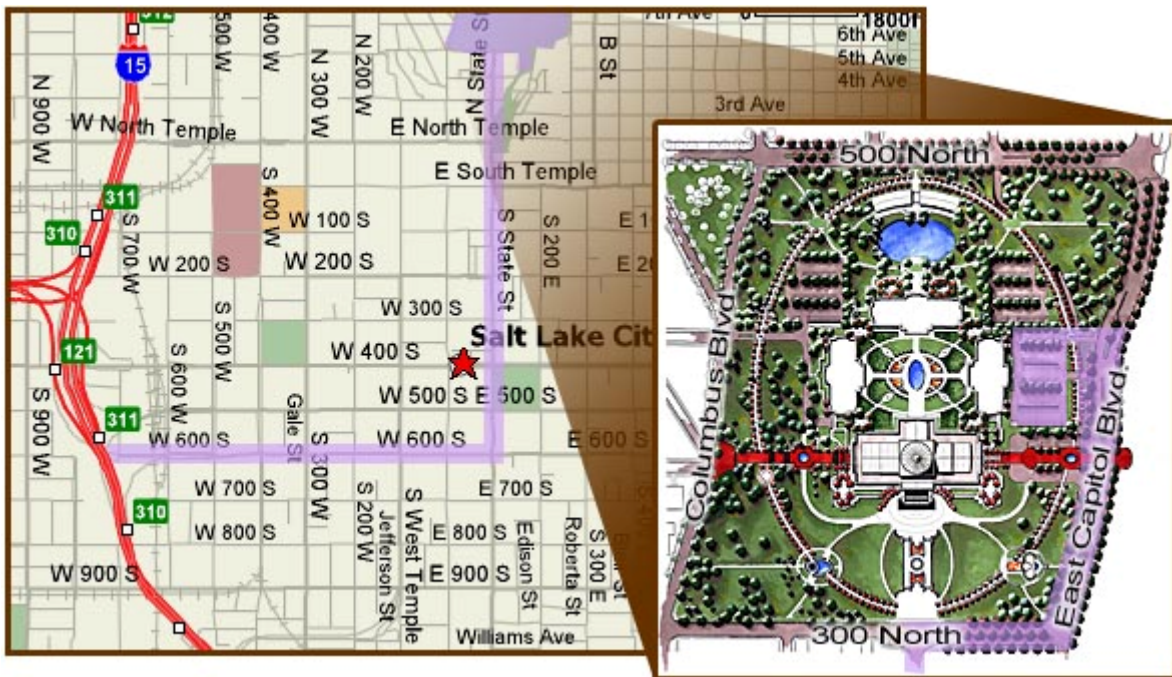 312
7th Ave 0 1800f
6th Ave
5th Ave
4th Ave
3rd Ave
15
N 900 W
500 W
400 W
N 300 W
N 200 W
N State St
B St
W North Temple
E North Temple
E South Temple
311
310
S 700 W
S 400 W
W 100 S
E 1
W 200 S
W 200 S
S State St
S 200 E
E 2
W 300 S
Salt Lake Cit
121
S 500 W
W 400 S
S 600 W
W 500 S
E 500 S
S 900 W
311
Gale St
W 600 S
W 600 S
E 600 S
S 300 W
W 700 S
E 700 S
310
W 800 S
S 200 W
Jefferson St
S West Temple
E 800 S
Edison St
Roberta St
S 300 E
W 900 S
E 900 S
Williams Ave
500 North
Columbus Blvd.
East Capitol Blvd.
300 North